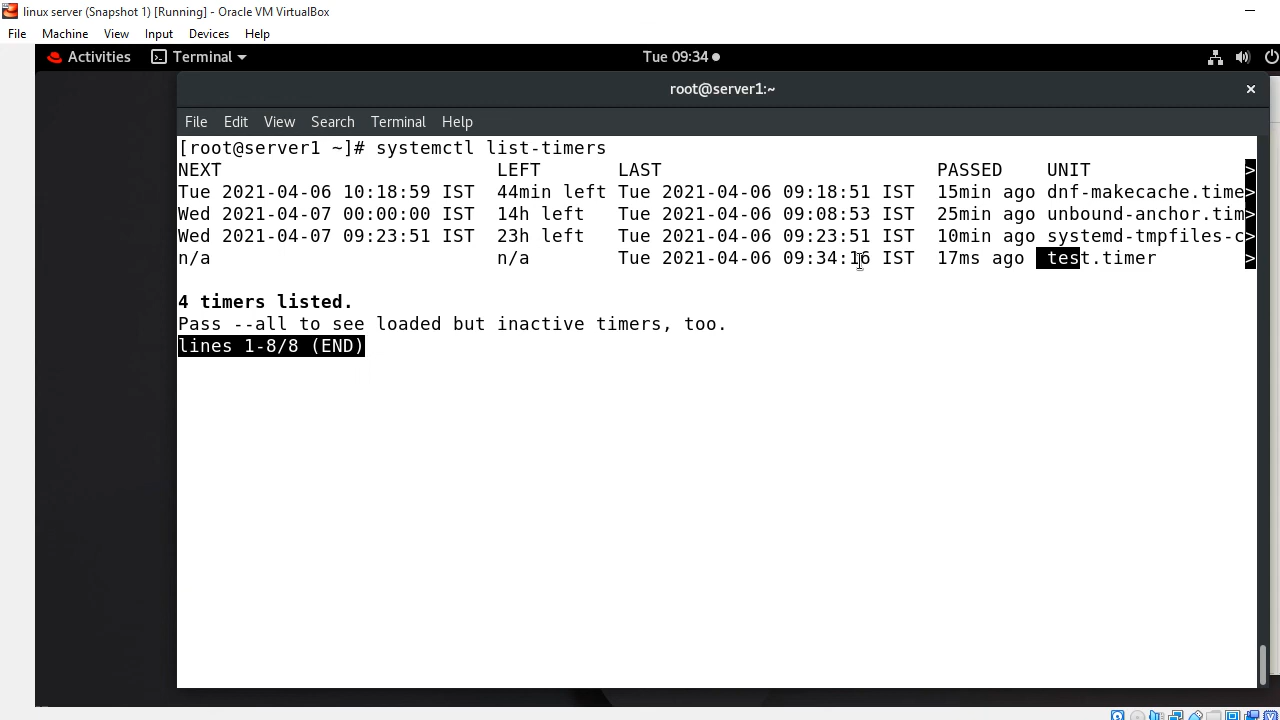 linux server (Snapshot 1) [Running] - Oracle VM VirtualBox
File Machine View Input Devices Help
Activities Terminal Tue 09:34
root@server1:~
File Edit View Search Terminal Help
[root@server1 ~]# systemctl list-timers
NEXT LEFT LAST PASSED UNIT >
Tue 2021-04-06 10:18:59 IST 44min left Tue 2021-04-06 09:18:51 IST 15min ago dnf-makecache.time>
Wed 2021-04-07 00:00:00 IST 14h left Tue 2021-04-06 09:08:53 IST 25min ago unbound-anchor.tim>
Wed 2021-04-07 09:23:51 IST 23h left Tue 2021-04-06 09:23:51 IST 10min ago systemd-tmpfiles-c>
n/a n/a Tue 2021-04-06 09:34:16 IST 17ms ago test.timer >
4 timers listed.
Pass --all to see loaded but inactive timers, too.
lines 1-8/8 (END)